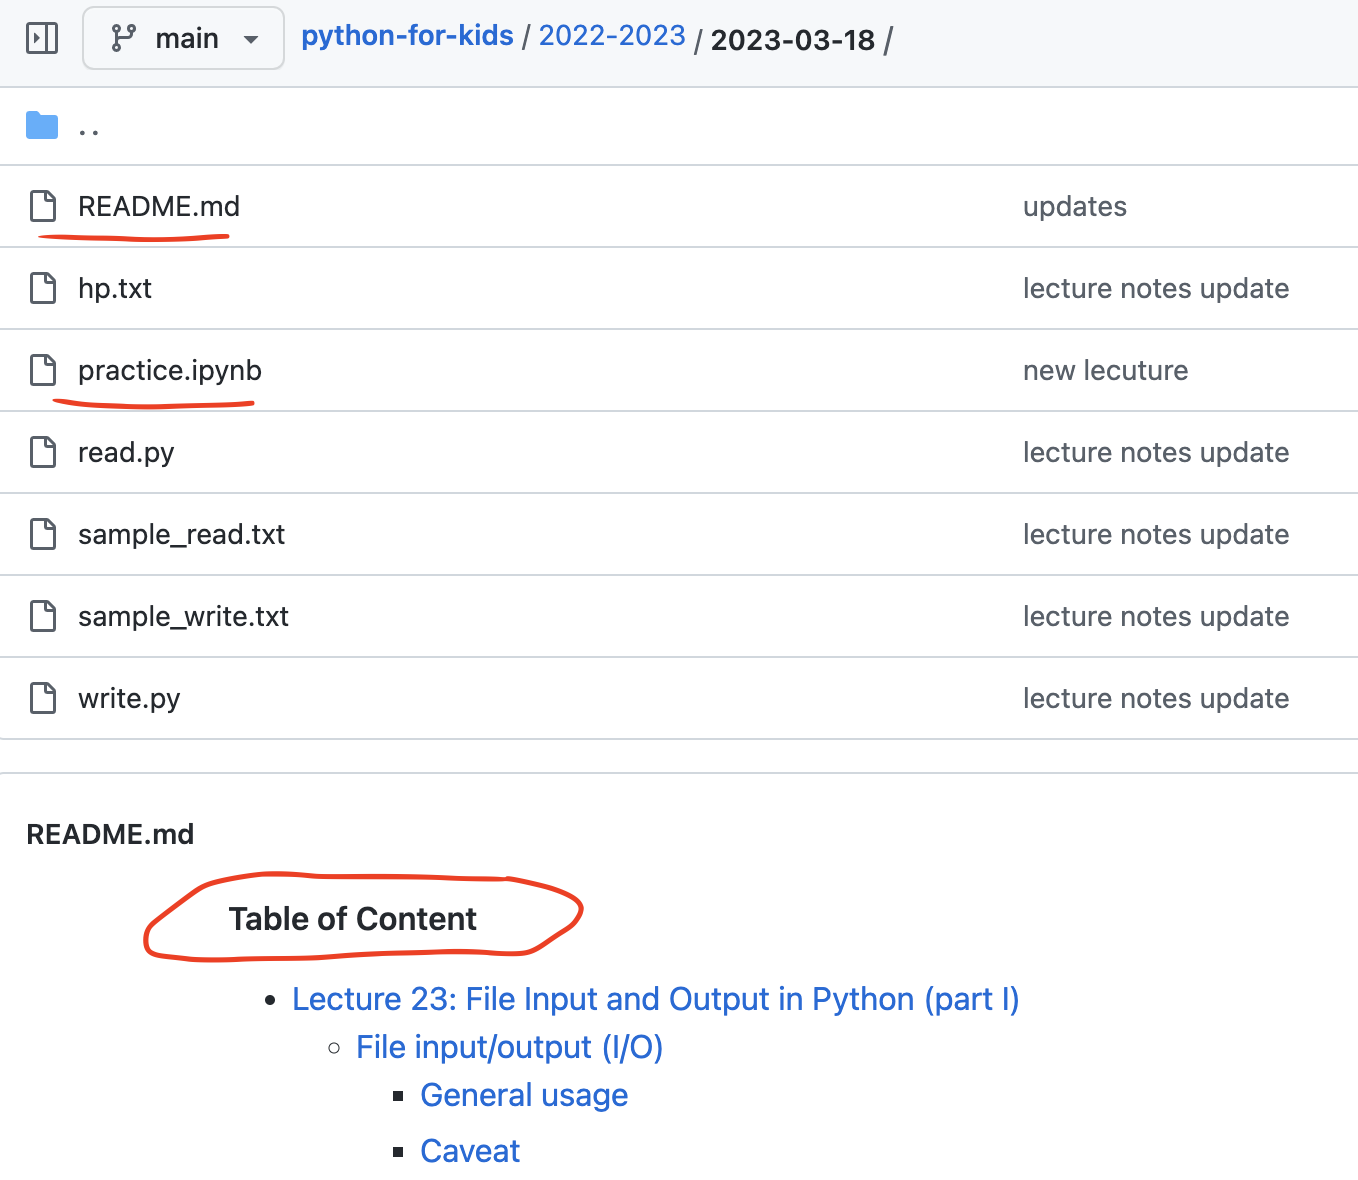 main python-for-kids / 2022-2023 / 2023-03-18 /
..
README.md updates
hp.txt lecture notes update
practice.ipynb new lecuture
read.py lecture notes update
sample_read.txt lecture notes update
sample_write.txt lecture notes update
write.py lecture notes update
README.md
Table of Content
Lecture 23: File Input and Output in Python (part I)
File input/output (I/O)
General usage
Caveat